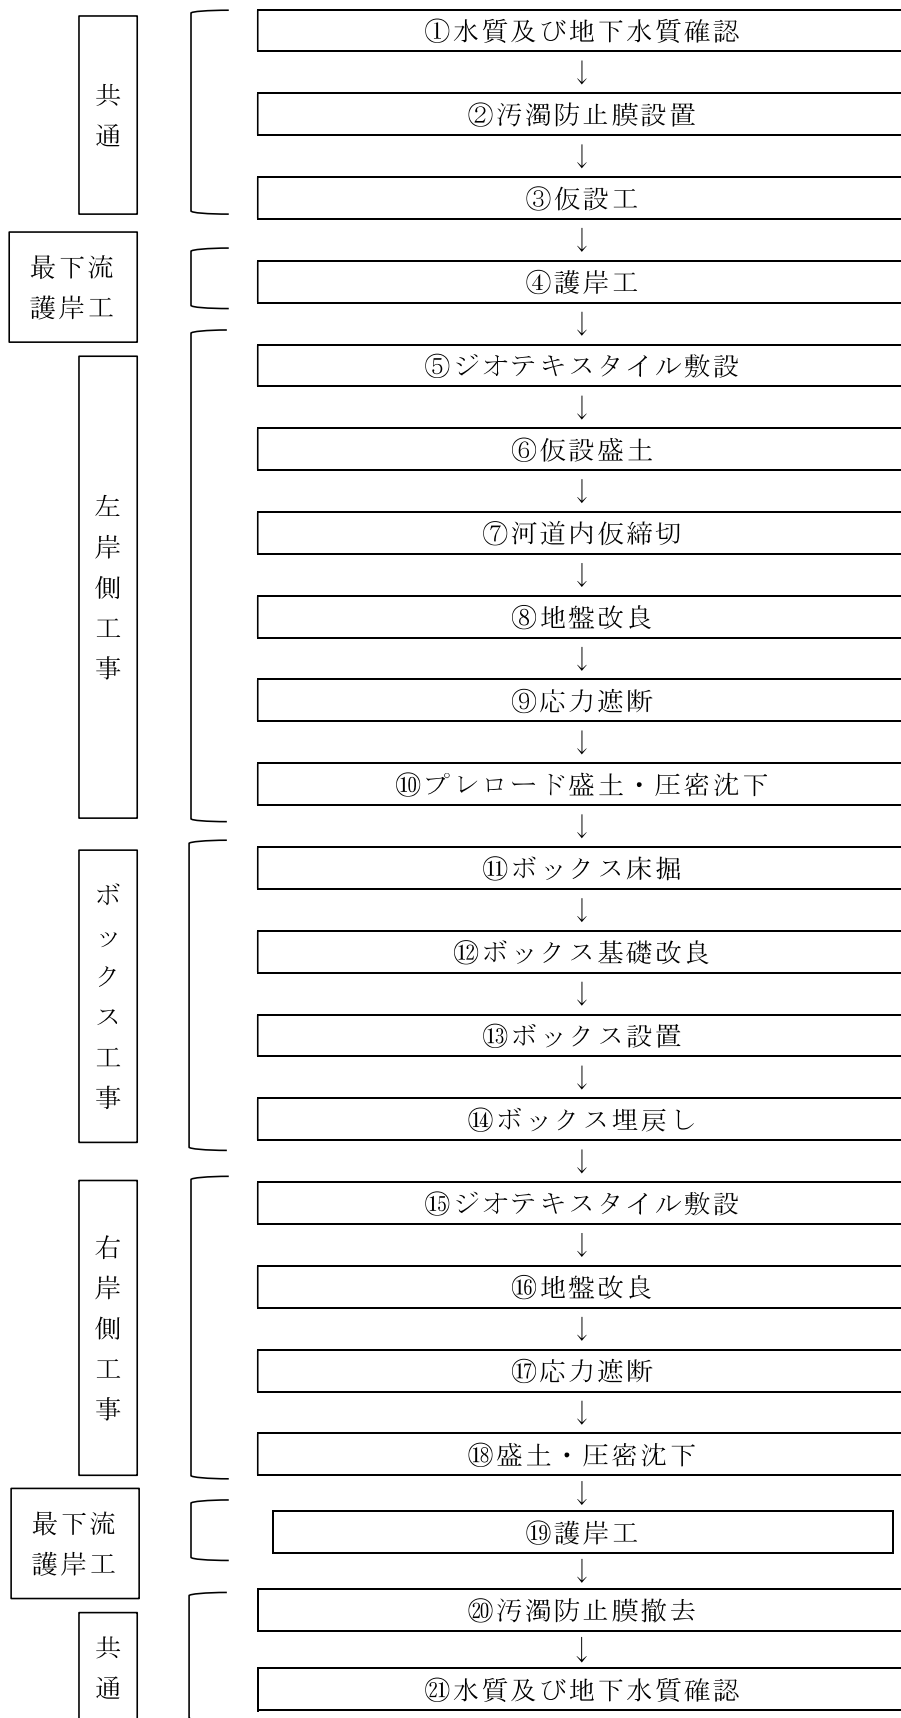 共通
①水質及び地下水質確認
↓
②汚濁防止膜設置
↓
③仮設工
↓
最下流
護岸工
④護岸工
↓
左岸側工事
⑤ジオテキスタイル敷設
↓
⑥仮設盛土
↓
⑦河道内仮締切
↓
⑧地盤改良
↓
⑨応力遮断
↓
⑩プレロード盛土・圧密沈下
↓
ボックス工事
⑪ボックス床掘
↓
⑫ボックス基礎改良
↓
⑬ボックス設置
↓
⑭ボックス埋戻し
↓
右岸側工事
⑮ジオテキスタイル敷設
↓
⑯地盤改良
↓
⑰応力遮断
↓
⑱盛土・圧密沈下
↓
最下流
護岸工
⑲護岸工
↓
共通
⑳汚濁防止膜撤去
↓
㉑水質及び地下水質確認